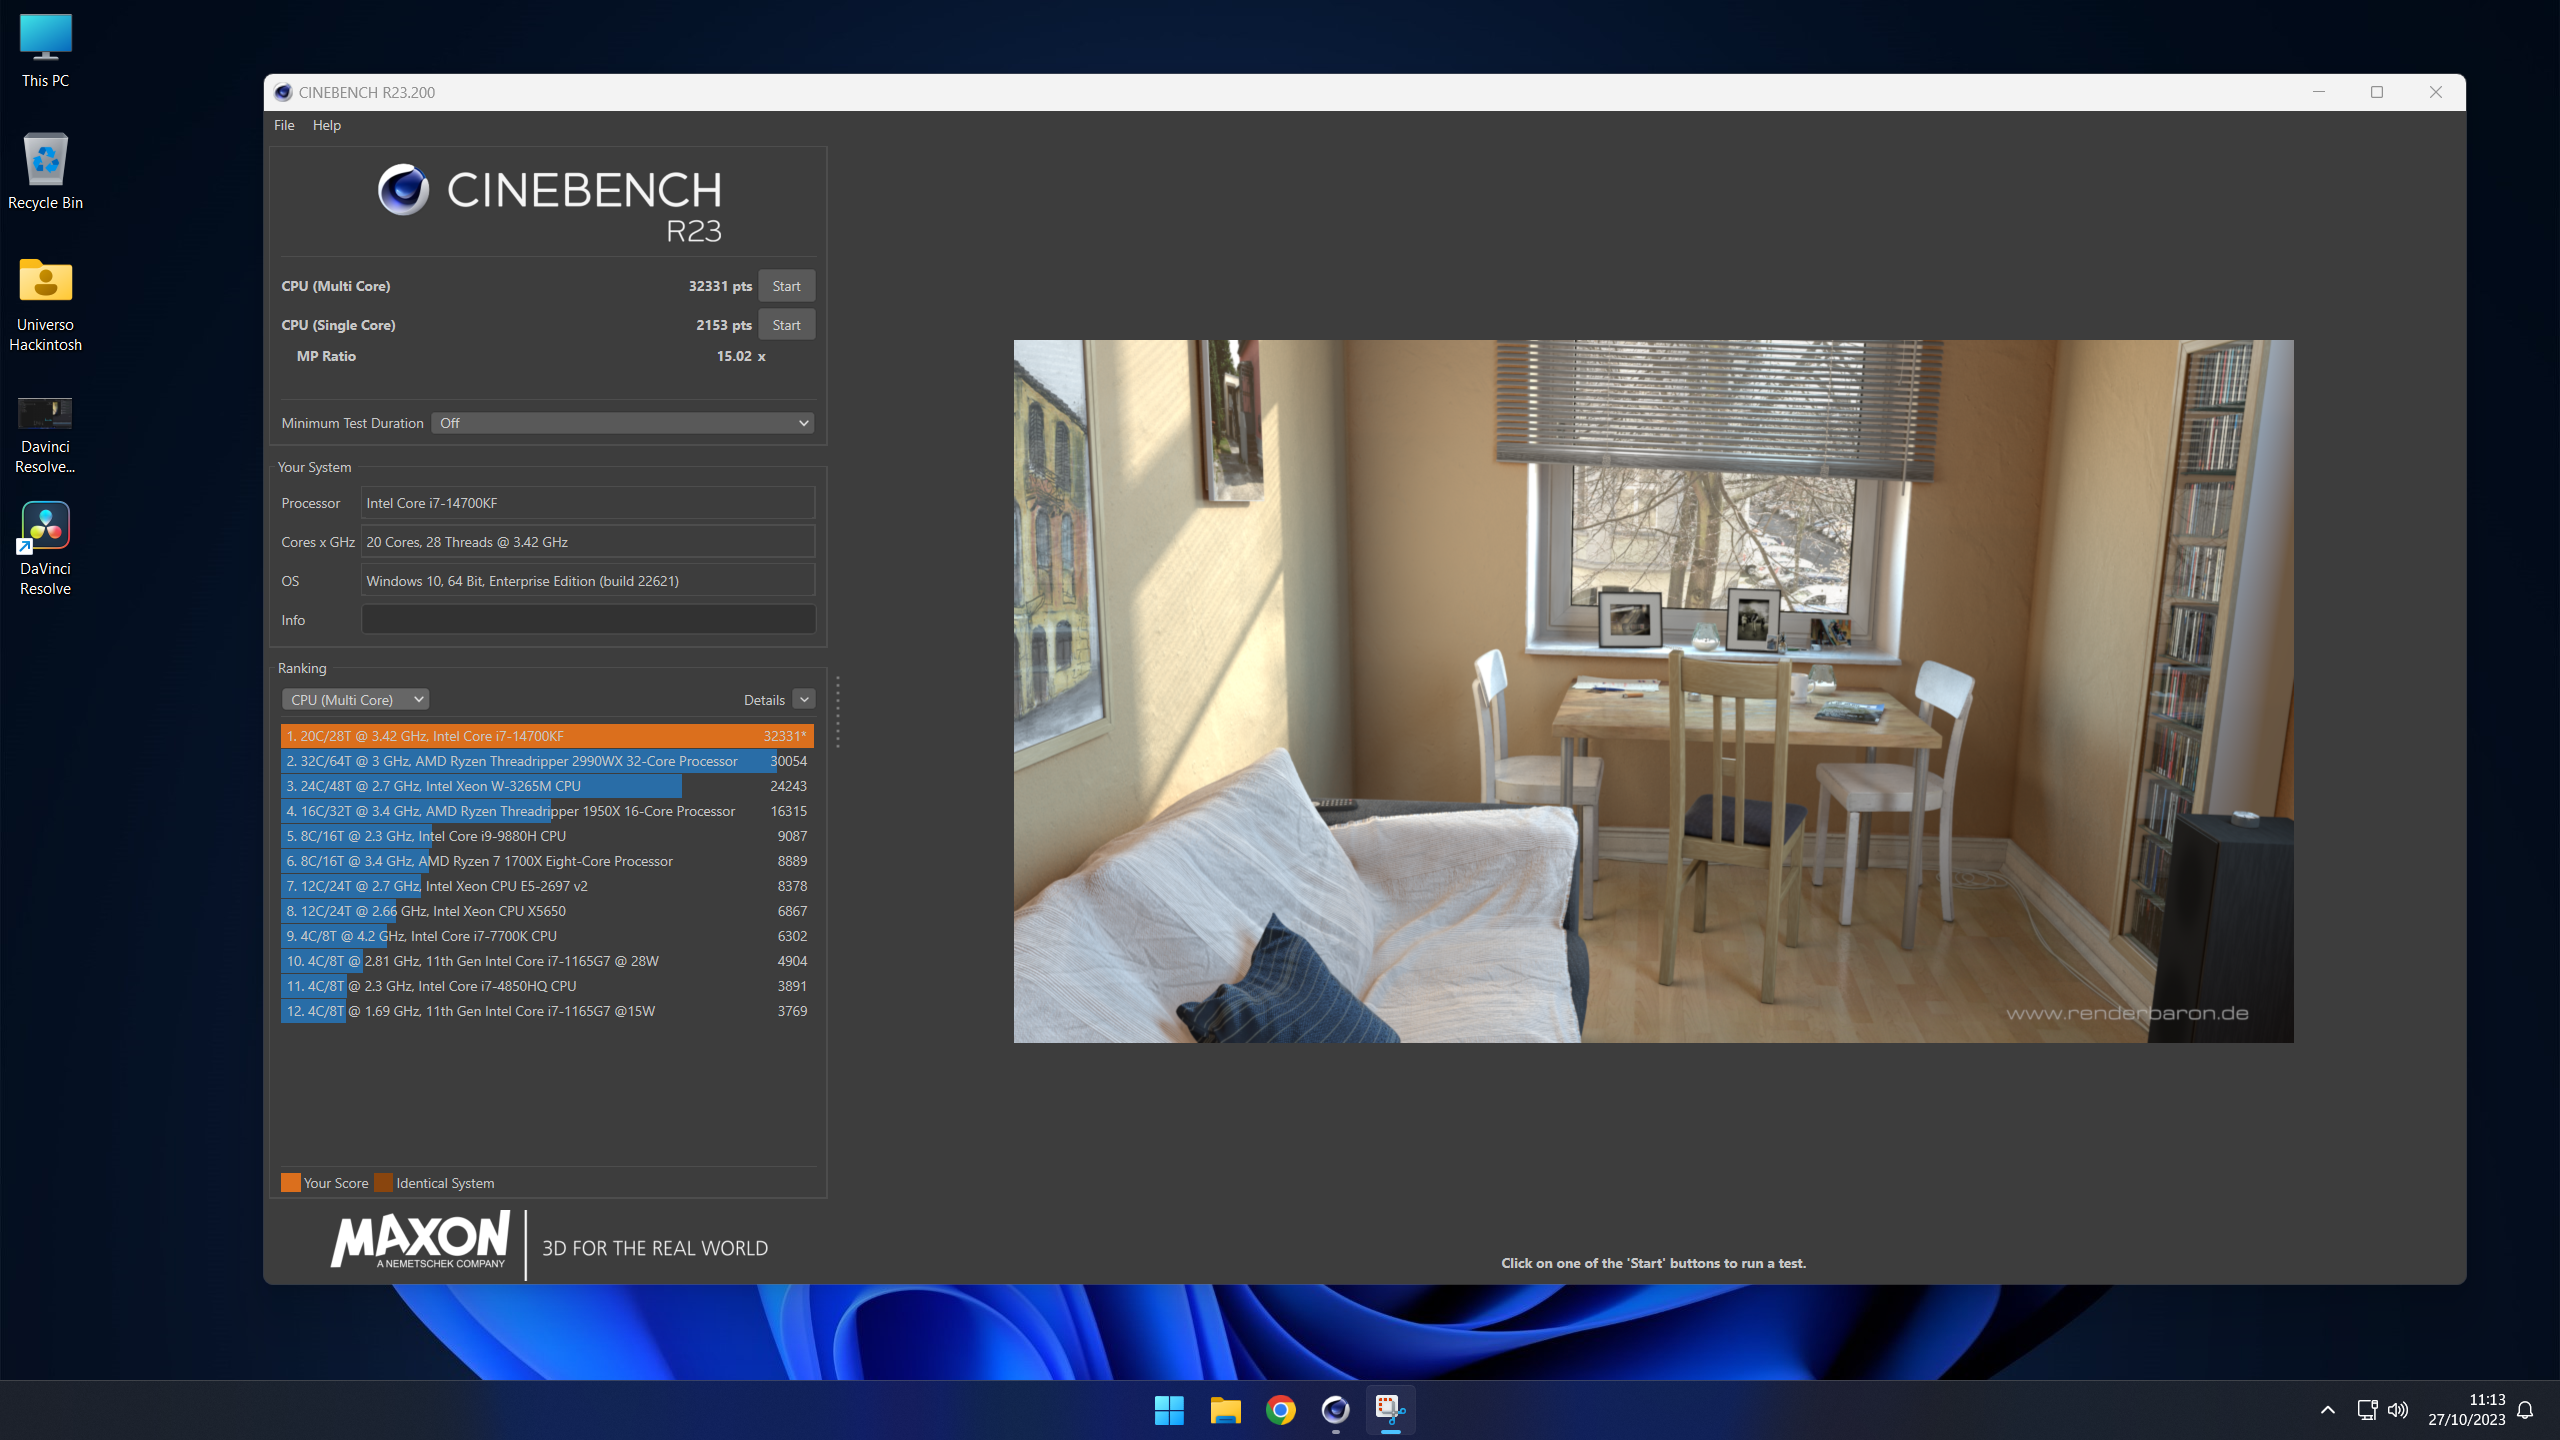 This PC
Recycle Bin
Universo
Hackintosh
Davinci
Resolve...
DaVinci
Resolve
CINEBENCH R23.200
File Help
CINEBENCH
R23
CPU (Multi Core) 32331 pts Start
CPU (Single Core) 2153 pts Start
MP Ratio 15.02 x
Minimum Test Duration Off
Your System
Processor Intel Core i7-14700KF
Cores x GHz 20 Cores, 28 Threads @ 3.42 GHz
OS Windows 10, 64 Bit, Enterprise Edition (build 22621)
Info
Ranking
CPU (Multi Core) Details
1. 20C/28T @ 3.42 GHz, Intel Core i7-14700KF 32331*
2. 32C/64T @ 3 GHz, AMD Ryzen Threadripper 2990WX 32-Core Processor 30054
3. 24C/48T @ 2.7 GHz, Intel Xeon W-3265M CPU 24243
4. 16C/32T @ 3.4 GHz, AMD Ryzen Threadripper 1950X 16-Core Processor 16315
5. 8C/16T @ 2.3 GHz, Intel Core i9-9880H CPU 9087
6. 8C/16T @ 3.4 GHz, AMD Ryzen 7 1700X Eight-Core Processor 8889
7. 12C/24T @ 2.7 GHz, Intel Xeon CPU E5-2697 v2 8378
8. 12C/24T @ 2.66 GHz, Intel Xeon CPU X5650 6867
9. 4C/8T @ 4.2 GHz, Intel Core i7-7700K CPU 6302
10. 4C/8T @ 2.81 GHz, 11th Gen Intel Core i7-1165G7 @ 28W 4904
11. 4C/8T @ 2.3 GHz, Intel Core i7-4850HQ CPU 3891
12. 4C/8T @ 1.69 GHz, 11th Gen Intel Core i7-1165G7 @15W 3769
Your Score Identical System
MAXON
A NEMETSCHEK COMPANY
3D FOR THE REAL WORLD
www.renderbaron.de
Click on one of the 'Start' buttons to run a test.
11:13
27/10/2023